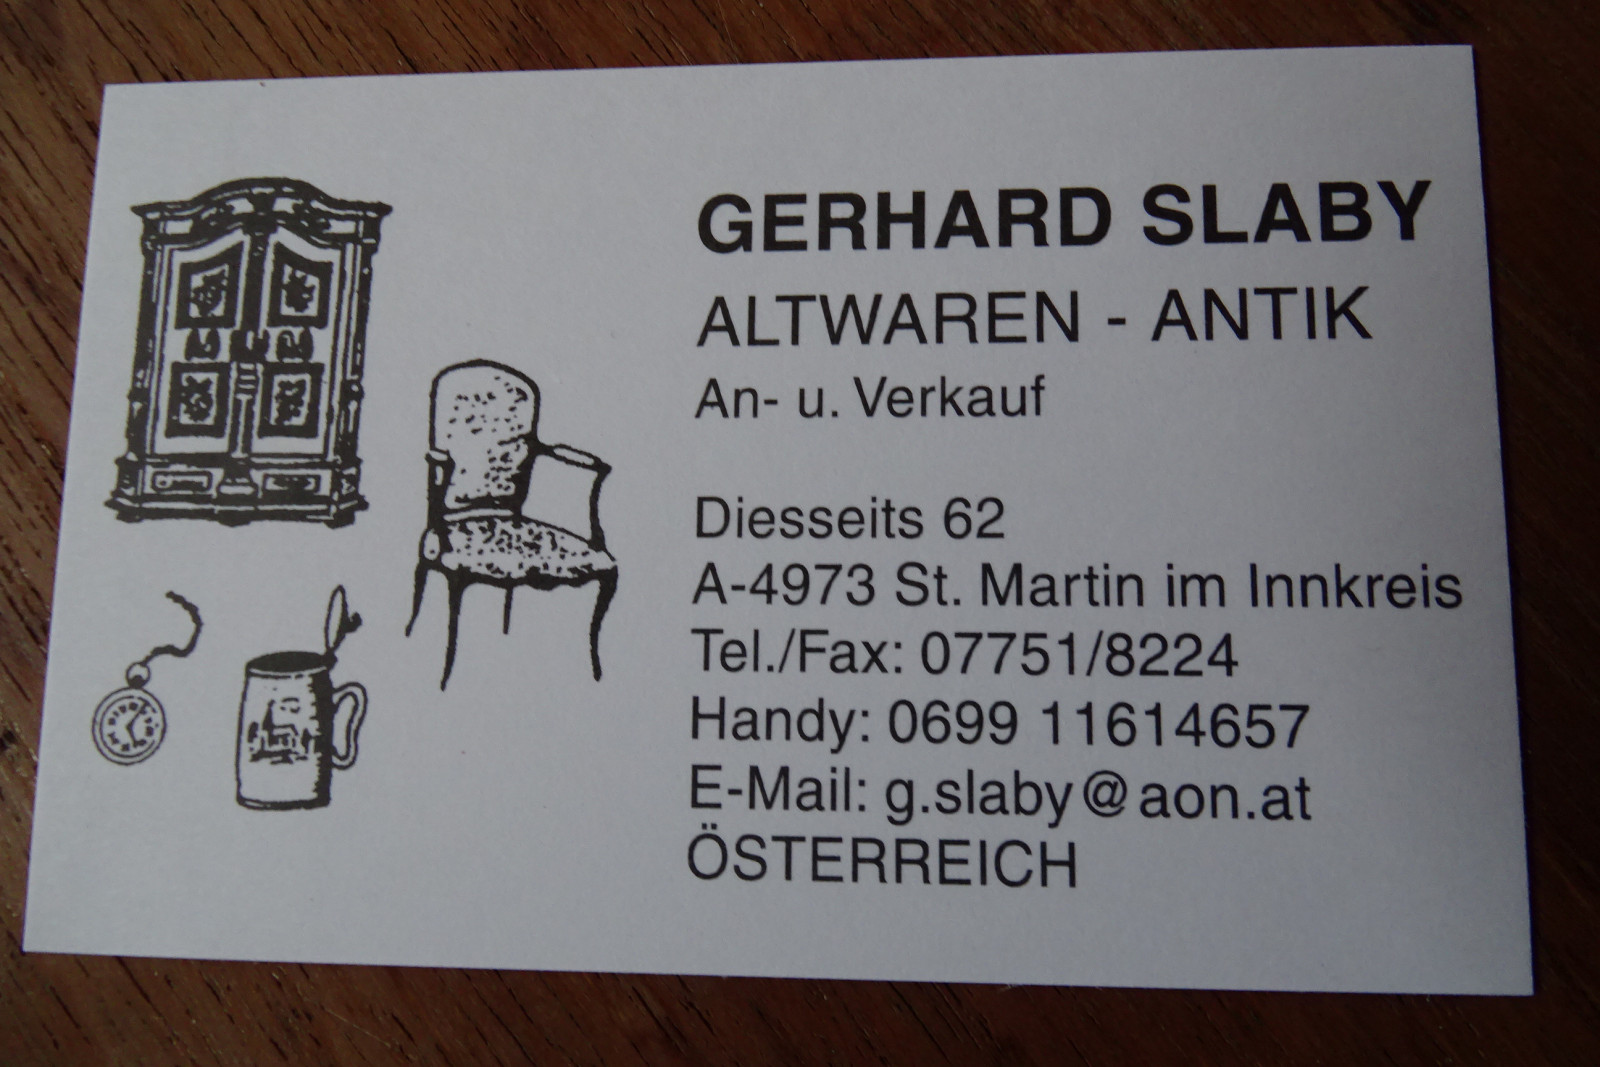 GERHARD SLABY
ALTWAREN - ANTIK
An- u. Verkauf
Diesseits 62
A-4973 St. Martin im Innkreis
Tel./Fax: 07751/8224
Handy: 0699 11614657
E-Mail: g.slaby@aon.at
ÖSTERREICH